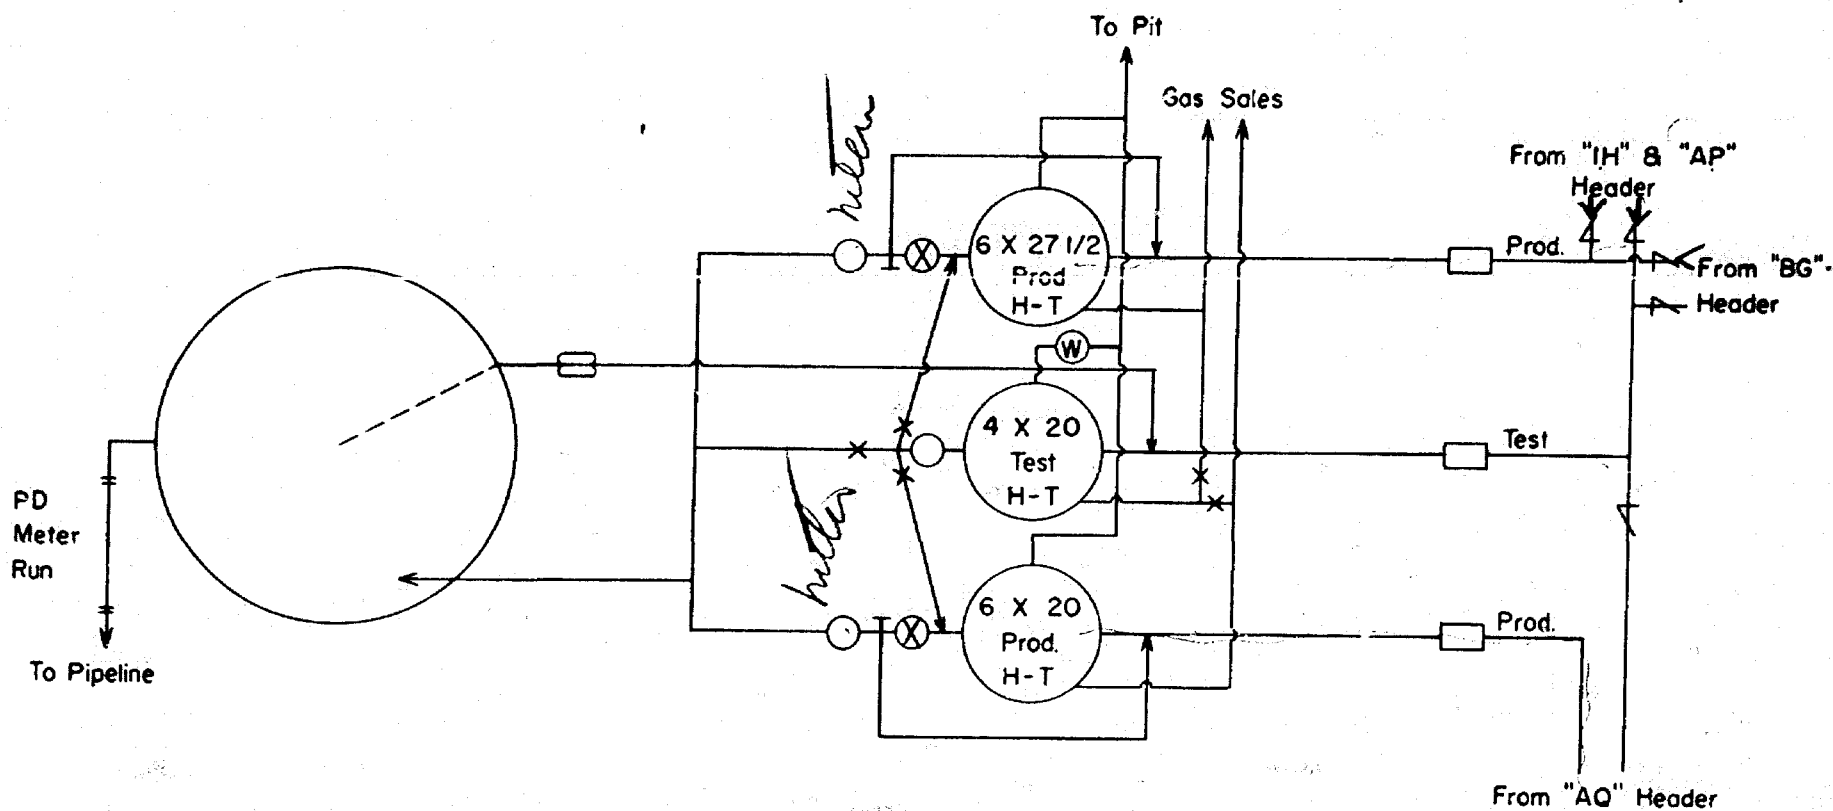 To Pit
Gas Sales
From "IH" & "AP"
Header
6 X 27 1/2
Prod
H-T
Prod.
From "BG"
Header
W
4 X 20
Test
H-T
Test
PD
Meter
Run
6 X 20
Prod.
H-T
Prod.
To Pipeline
From "AQ" Header